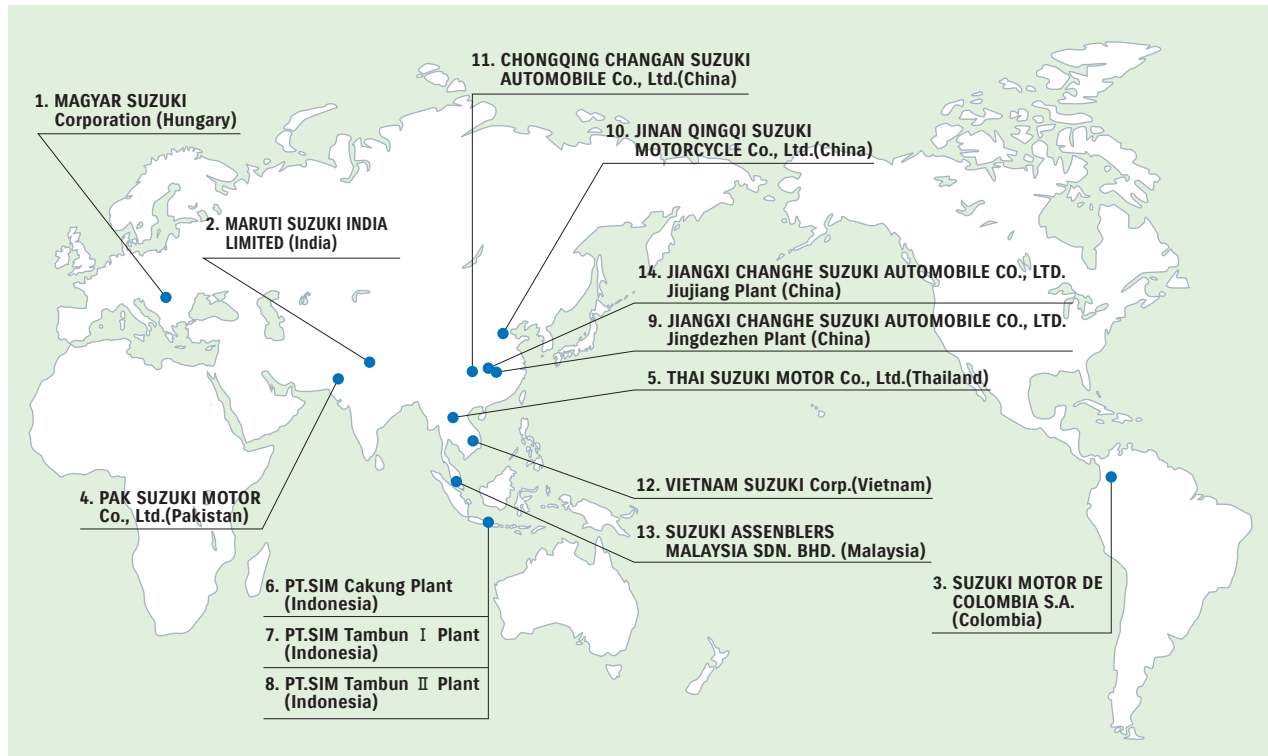 11. CHONGQING CHANGAN SUZUKI
AUTOMOBILE Co., Ltd.(China)
1. MAGYAR SUZUKI
Corporation (Hungary)
10. JINAN QINGQI SUZUKI
MOTORCYCLE Co., Ltd.(China)
2. MARUTI SUZUKI INDIA
LIMITED (India)
14. JIANGXI CHANGHE SUZUKI AUTOMOBILE CO., LTD.
Jiujiang Plant (China)
9. JIANGXI CHANGHE SUZUKI AUTOMOBILE CO., LTD.
Jingdezhen Plant (China)
5. THAI SUZUKI MOTOR Co., Ltd.(Thailand)
4. PAK SUZUKI MOTOR
Co., Ltd.(Pakistan)
12. VIETNAM SUZUKI Corp.(Vietnam)
13. SUZUKI ASSENBLERS
MALAYSIA SDN. BHD. (Malaysia)
6. PT.SIM Cakung Plant
(Indonesia)
7. PT.SIM Tambun Ⅰ Plant
(Indonesia)
8. PT.SIM Tambun Ⅱ Plant
(Indonesia)
3. SUZUKI MOTOR DE
COLOMBIA S.A.
(Colombia)